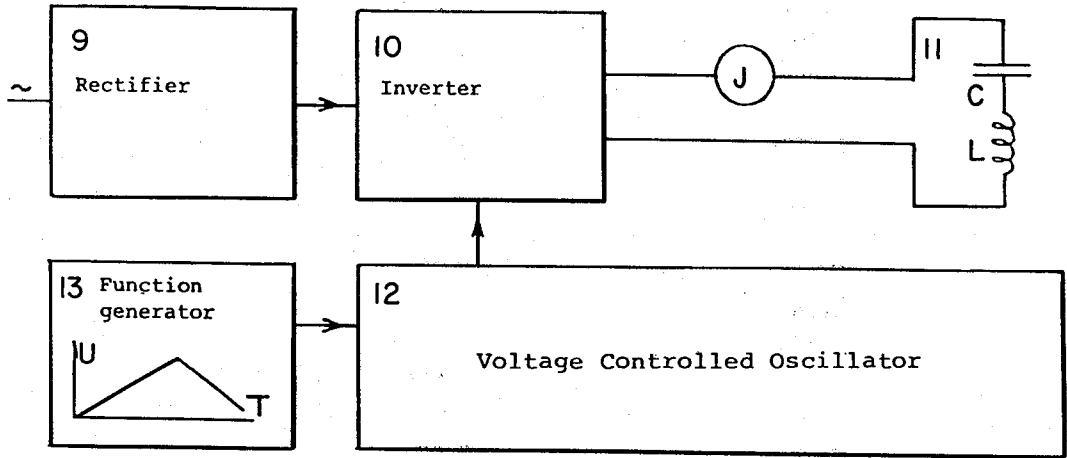 9
Rectifier
~
10
Inverter
J
11
C
L
13 Function
generator
U
T
12
Voltage Controlled Oscillator